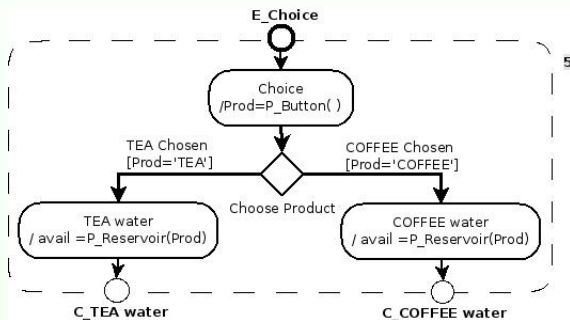 E_Choice
5
Choice
/Prod=P_Button( )
TEA Chosen
[Prod='TEA']
COFFEE Chosen
[Prod='COFFEE']
Choose Product
TEA water
/ avail =P_Reservoir(Prod)
COFFEE water
/ avail =P_Reservoir(Prod)
C_TEA water
C_COFFEE water